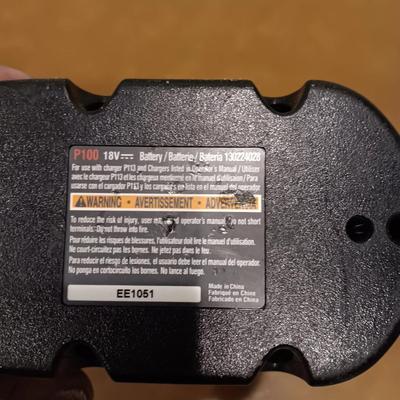 P100 18V⎓ Battery / Batterie / Batería 130224028
For use with charger P113 and Chargers listed in Operator's Manual / Utiliser
avec le chargeur P113 et les chargeur mentionné in le manuel d'utilisation / Para
usarse con el cargador P113 y los cargadores en lista en el manual del operador
WARNING • AVERTISSEMENT •
To reduce the risk of injury, user must read operator's manual. Do not short
terminals. Do not throw into fire.
Pour réduire les risques de blessures, l'utilisateur doit lire le manuel d'utilisation.
Ne court-circuitez pas les bornes. Ne jetez pas dans le feu.
Para reducir el riesgo de lesiones, el usuario debe leer el manual del operador.
No ponga en cortocircuito los bornes. No lance al fuego.
EE1051
Made in China
Fabriqué en Chine
Fabricado en China